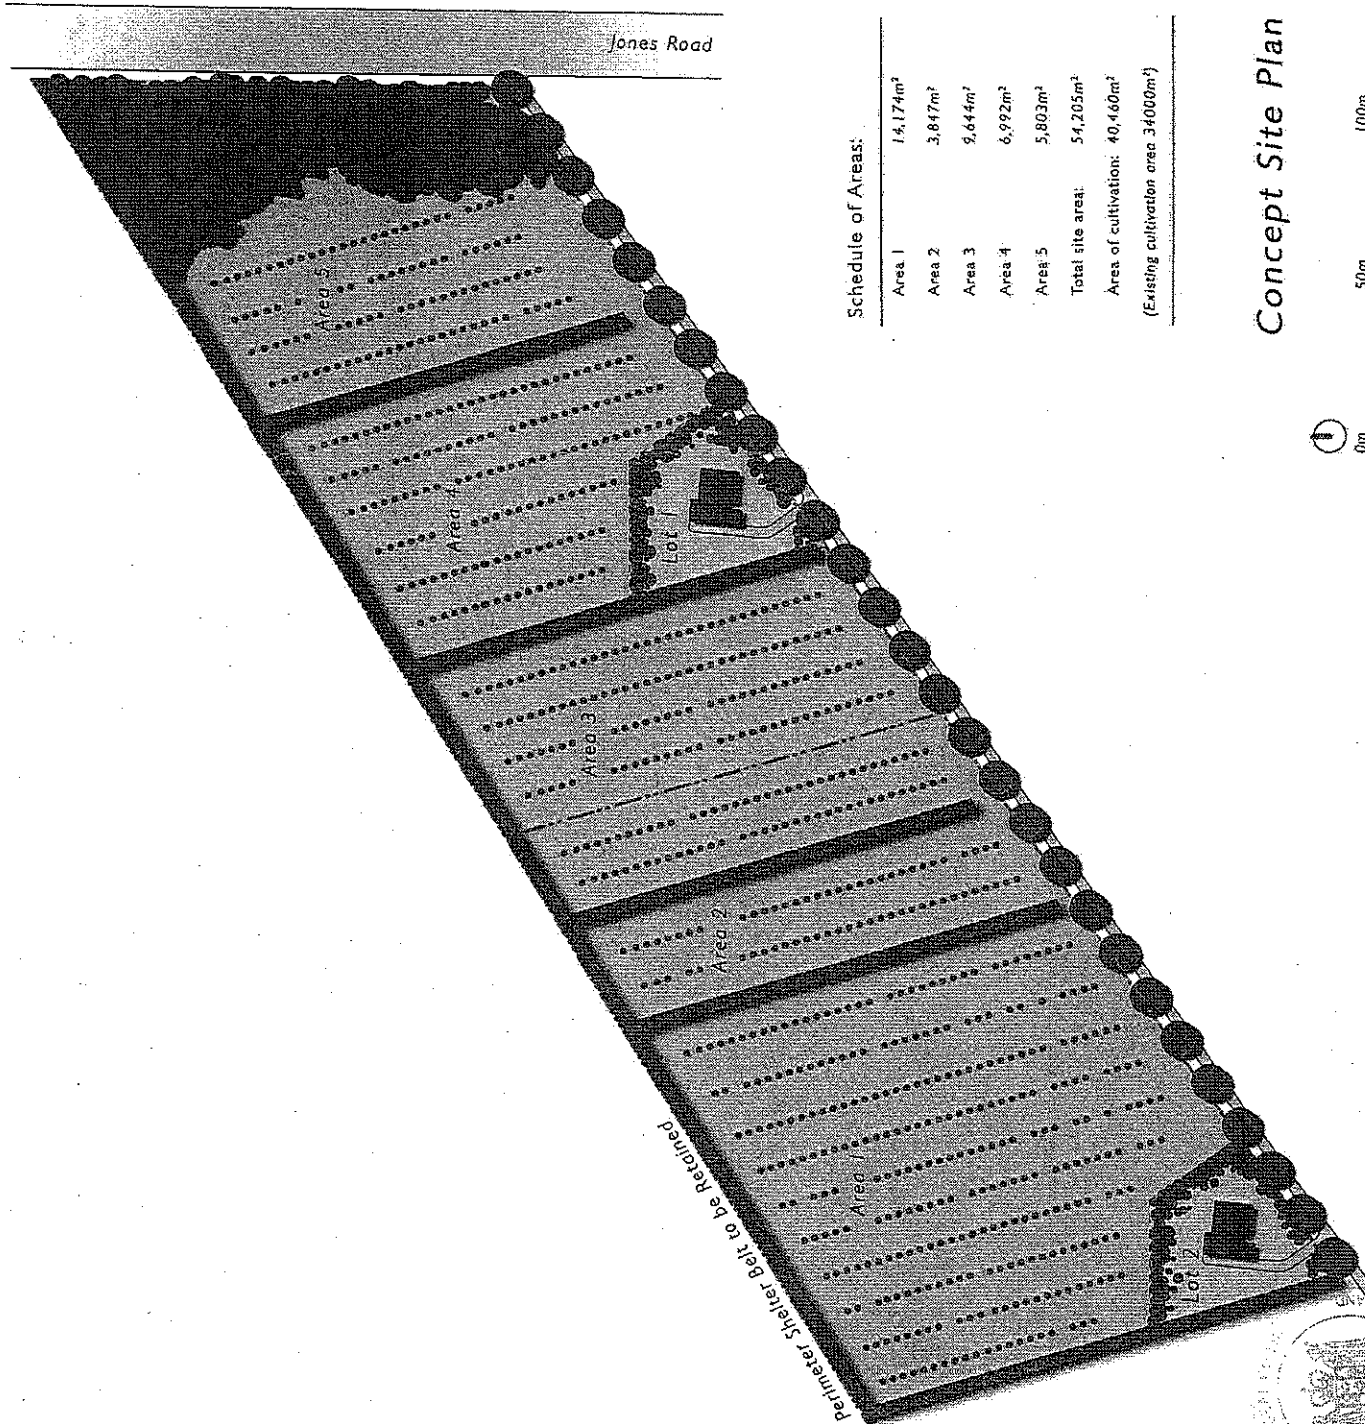 Jones Road
Area 5
Area 4
Lot 1
Area 3
Area 2
Area 1
Lot 2
Perimeter Shelter Belt to be Retained
Schedule of Areas:
Area 1 14,174m²
Area 2 3,847m²
Area 3 9,644m²
Area 4 6,992m²
Area 5 5,803m²
Total site area: 54,205m²
Area of cultivation: 40,460m²
(Existing cultivation area 34000m²)
Concept Site Plan
0m 50m 100m